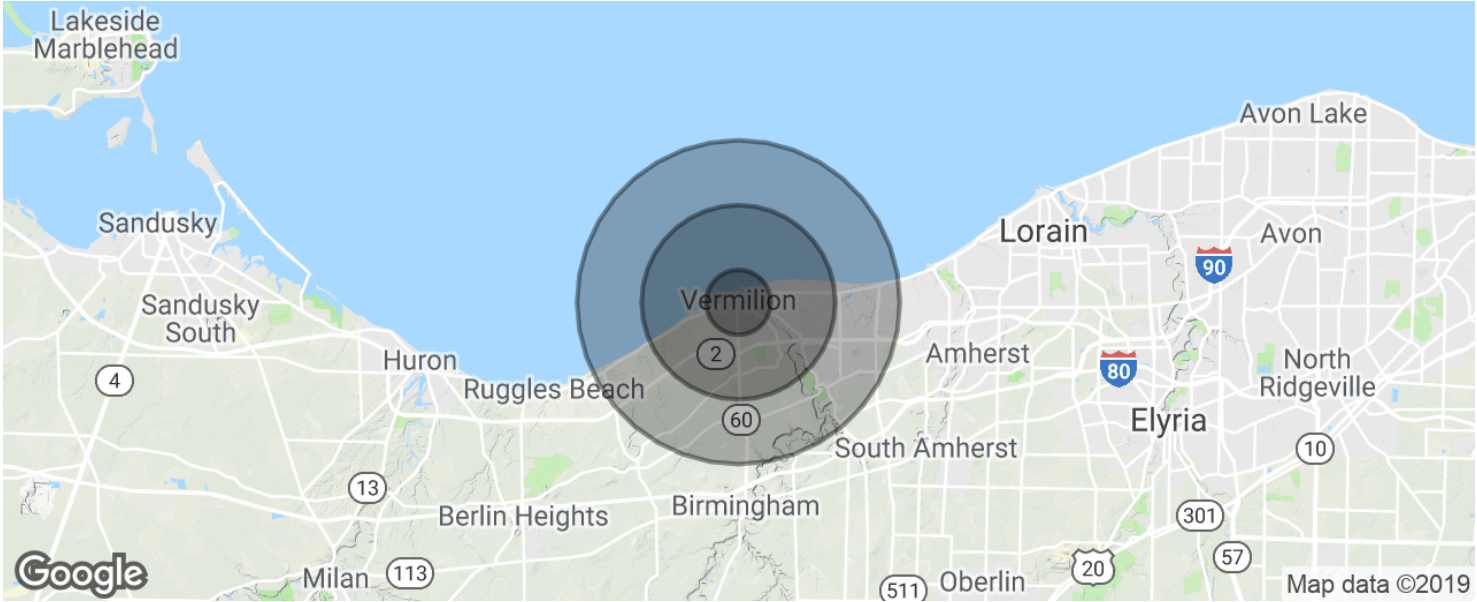 Lakeside
Marblehead
Avon Lake
Sandusky
Lorain
Avon
90
Sandusky
South
Vermilion
2
Huron
Amherst
80
North
Ridgeville
4
Ruggles Beach
60
Elyria
South Amherst
10
13
Berlin Heights
Birmingham
301
Google
Milan
113
511
Oberlin
20
57
Map data ©2019